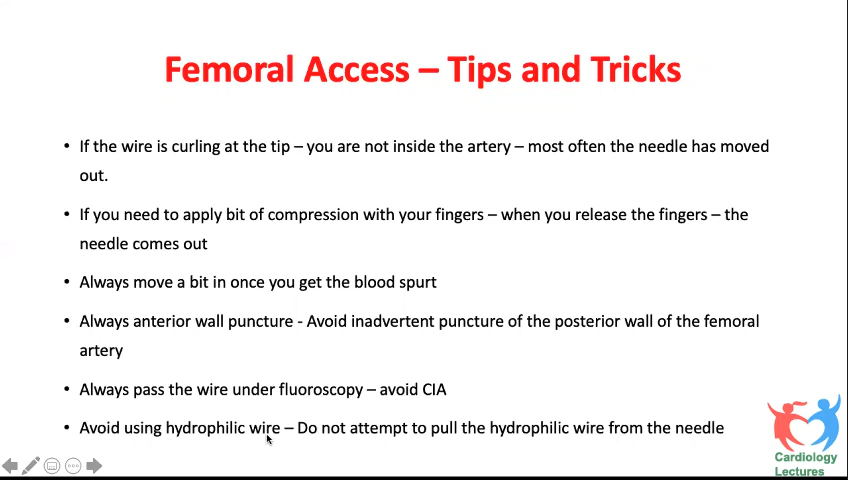 Femoral Access – Tips and Tricks
• If the wire is curling at the tip – you are not inside the artery – most often the needle has moved
out.
• If you need to apply bit of compression with your fingers – when you release the fingers – the
needle comes out
• Always move a bit in once you get the blood spurt
• Always anterior wall puncture - Avoid inadvertent puncture of the posterior wall of the femoral
artery
• Always pass the wire under fluoroscopy – avoid CIA
• Avoid using hydrophilic wire – Do not attempt to pull the hydrophilic wire from the needle
Cardiology
Lectures